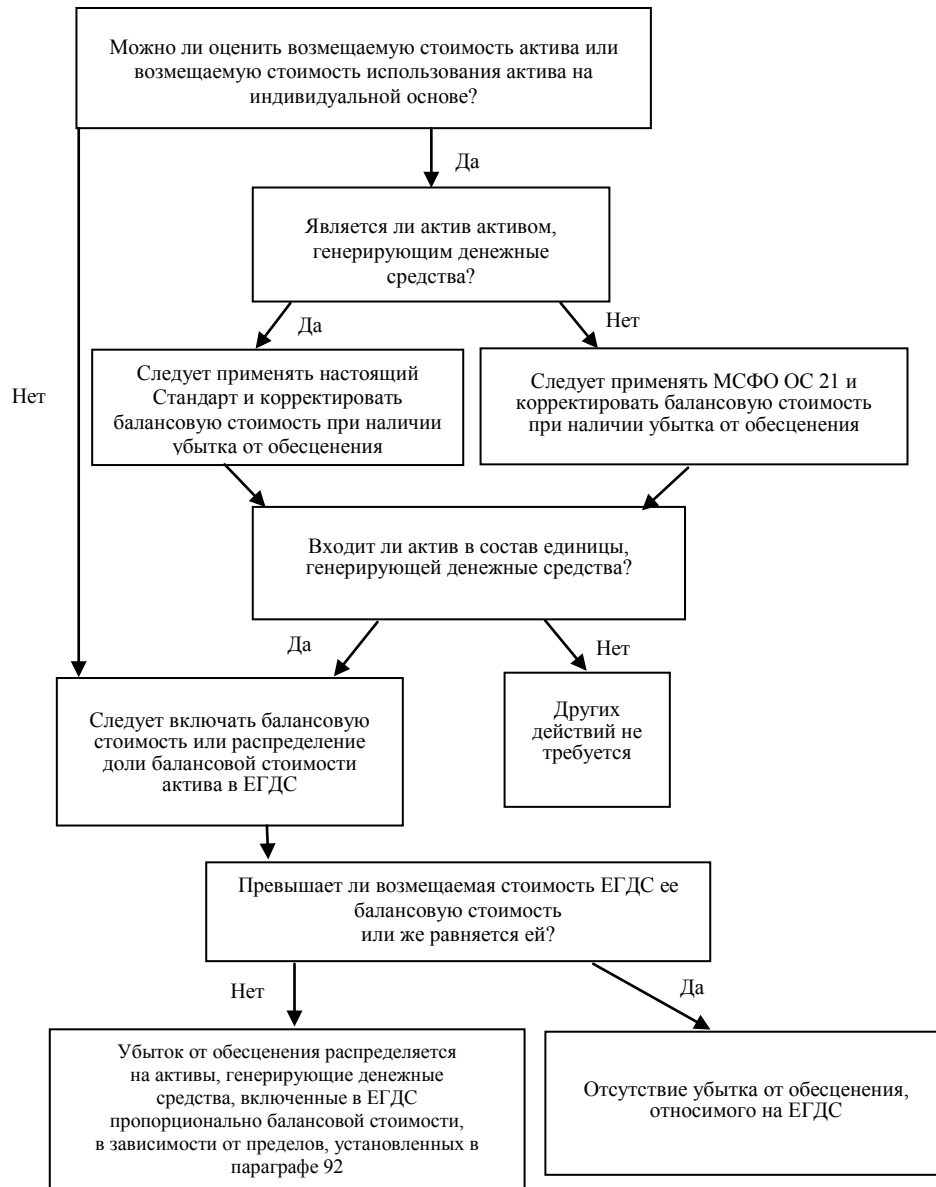 Можно ли оценить возмещаемую стоимость актива или
возмещаемую стоимость использования актива на
индивидуальной основе?
Да
Является ли актив активом,
генерирующим денежные
средства?
Да
Нет
Нет
Следует применять настоящий
Стандарт и корректировать
балансовую стоимость при наличии
убытка от обесценения
Следует применять МСФО ОС 21 и
корректировать балансовую стоимость
при наличии убытка от обесценения
Входит ли актив в состав единицы,
генерирующей денежные средства?
Да
Нет
Следует включать балансовую
стоимость или распределение
доли балансовой стоимости
актива в ЕГДС
Других
действий не
требуется
Превышает ли возмещаемая стоимость ЕГДС ее
балансовую стоимость
или же равняется ей?
Нет
Да
Убыток от обесценения распределяется
на активы, генерирующие денежные
средства, включенные в ЕГДС
пропорционально балансовой стоимости,
в зависимости от пределов, установленных в
параграфе 92
Отсутствие убытка от обесценения,
относимого на ЕГДС